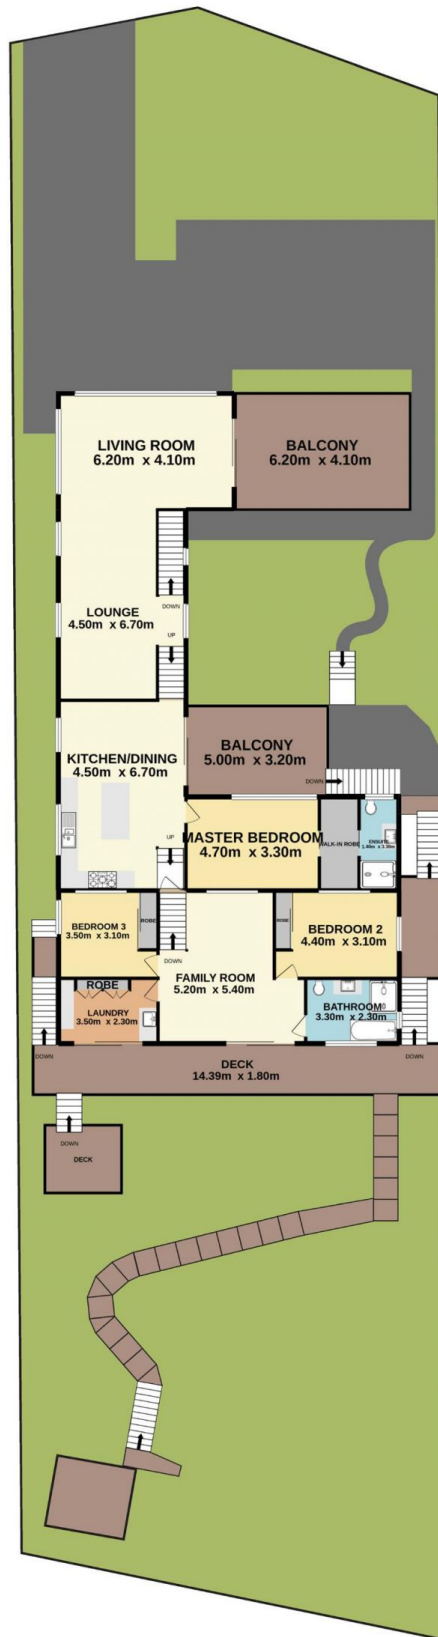 LIVING ROOM
6.20m x 4.10m
BALCONY
6.20m x 4.10m
DOWN
LOUNGE
4.50m x 6.70m
UP
KITCHEN/DINING
4.50m x 6.70m
BALCONY
5.00m x 3.20m
DOWN
UP
MASTER BEDROOM
4.70m x 3.30m
WALK-IN ROBE
ENSUITE
BEDROOM 3
3.50m x 3.10m
ROBE
DOWN
ROBE
BEDROOM 2
4.40m x 3.10m
FAMILY ROOM
5.20m x 5.40m
ROBE
LAUNDRY
3.50m x 2.30m
BATHROOM
3.30m x 2.30m
DOWN
DOWN
DECK
14.39m x 1.80m
DOWN
DECK